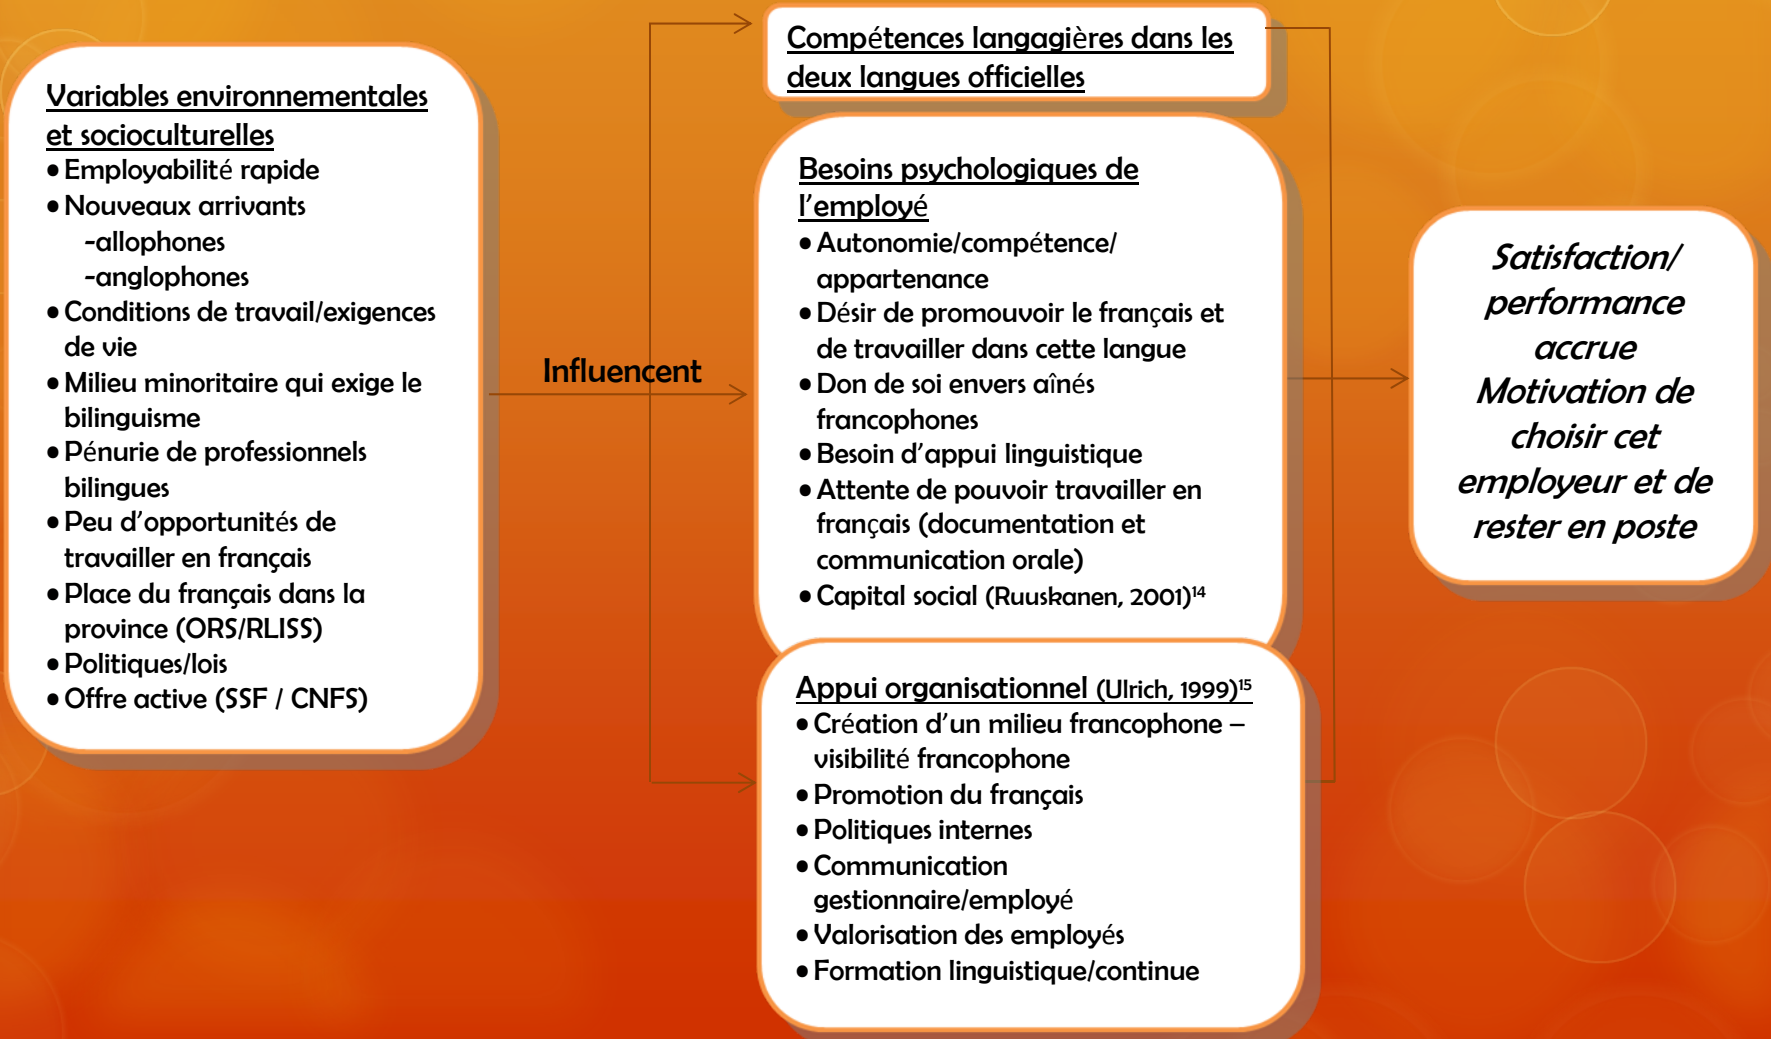 Variables environnementales
et socioculturelles
• Employabilité rapide
• Nouveaux arrivants
-allophones
-anglophones
• Conditions de travail/exigences
de vie
• Milieu minoritaire qui exige le
bilinguisme
• Pénurie de professionnels
bilingues
• Peu d'opportunités de
travailler en français
• Place du français dans la
province (ORS/RLISS)
• Politiques/lois
• Offre active (SSF / CNFS)
Influencent
Compétences langagières dans les
deux langues officielles
Besoins psychologiques de
l'employé
• Autonomie/compétence/
appartenance
• Désir de promouvoir le français et
de travailler dans cette langue
• Don de soi envers aînés
francophones
• Besoin d'appui linguistique
• Attente de pouvoir travailler en
français (documentation et
communication orale)
• Capital social (Ruuskanen, 2001)¹⁴
Appui organisationnel (Ulrich, 1999)¹⁵
• Création d'un milieu francophone –
visibilité francophone
• Promotion du français
• Politiques internes
• Communication
gestionnaire/employé
• Valorisation des employés
• Formation linguistique/continue
Satisfaction/
performance
accrue
Motivation de
choisir cet
employeur et de
rester en poste